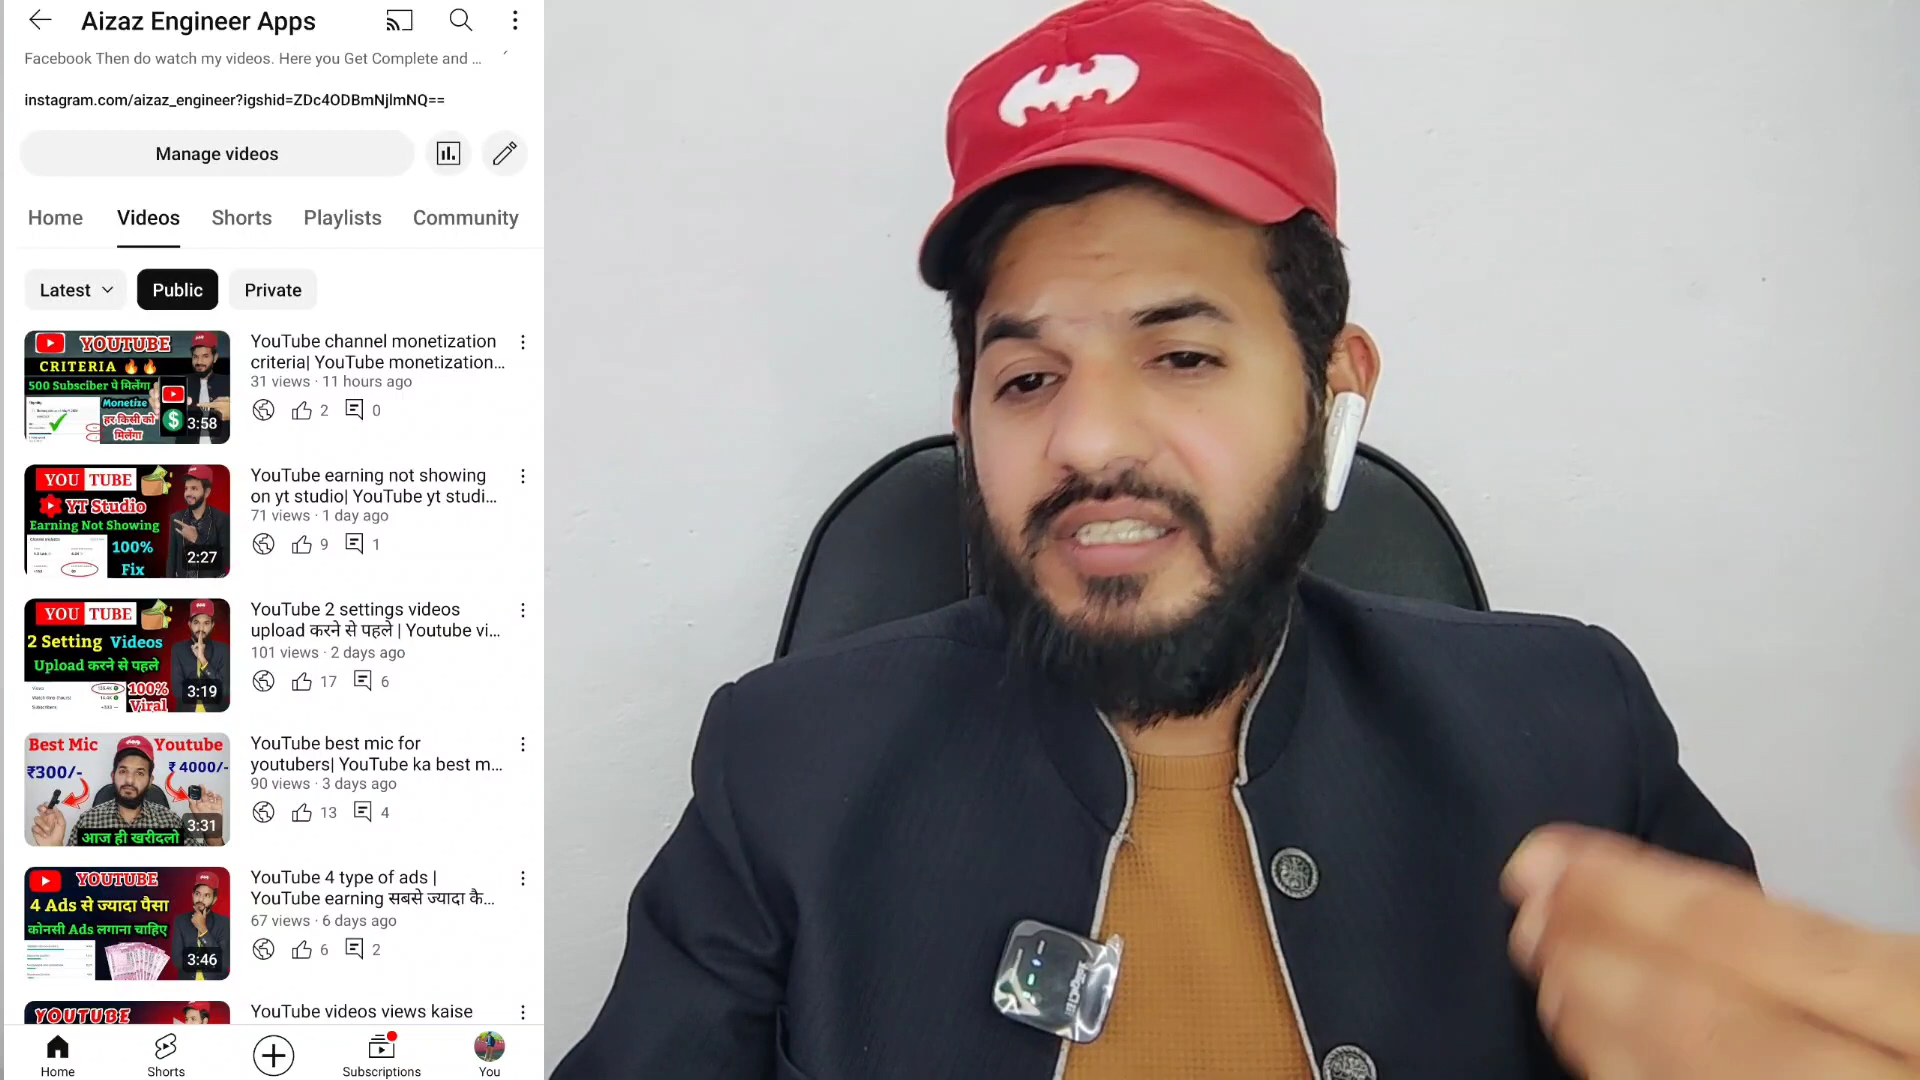 Aizaz Engineer Apps
Facebook Then do watch my videos. Here you Get Complete and ...
instagram.com/aizaz_engineer?igshid=ZDc4ODBmNjlmNQ==
Manage videos
Home Videos Shorts Playlists Community
Latest Public Private
YOUTUBE
CRITERIA
500 Subsciber पे मिलेंगा
Monetize
हर किसी को
मिलेंगा
3:58
YouTube channel monetization
criteria| YouTube monetization...
31 views · 11 hours ago
2 0
YOU TUBE
YT Studio
Earning Not Showing
100%
Fix
2:27
YouTube earning not showing
on yt studio| YouTube yt studi...
71 views · 1 day ago
9 1
YOU TUBE
2 Setting Videos
Upload करने से पहले
100%
Viral
3:19
YouTube 2 settings videos
upload करने से पहले | Youtube vi...
101 views · 2 days ago
17 6
Best Mic Youtube
₹300/- ₹ 4000/-
आज ही खरीदलो
3:31
YouTube best mic for
youtubers| YouTube ka best m...
90 views · 3 days ago
13 4
YOUTUBE
4 Ads से ज्यादा पैसा
कोनसी Ads लगाना चाहिए
3:46
YouTube 4 type of ads |
YouTube earning सबसे ज्यादा कै...
67 views · 6 days ago
6 2
YOUTUBE
YouTube videos views kaise
Home Shorts Subscriptions You